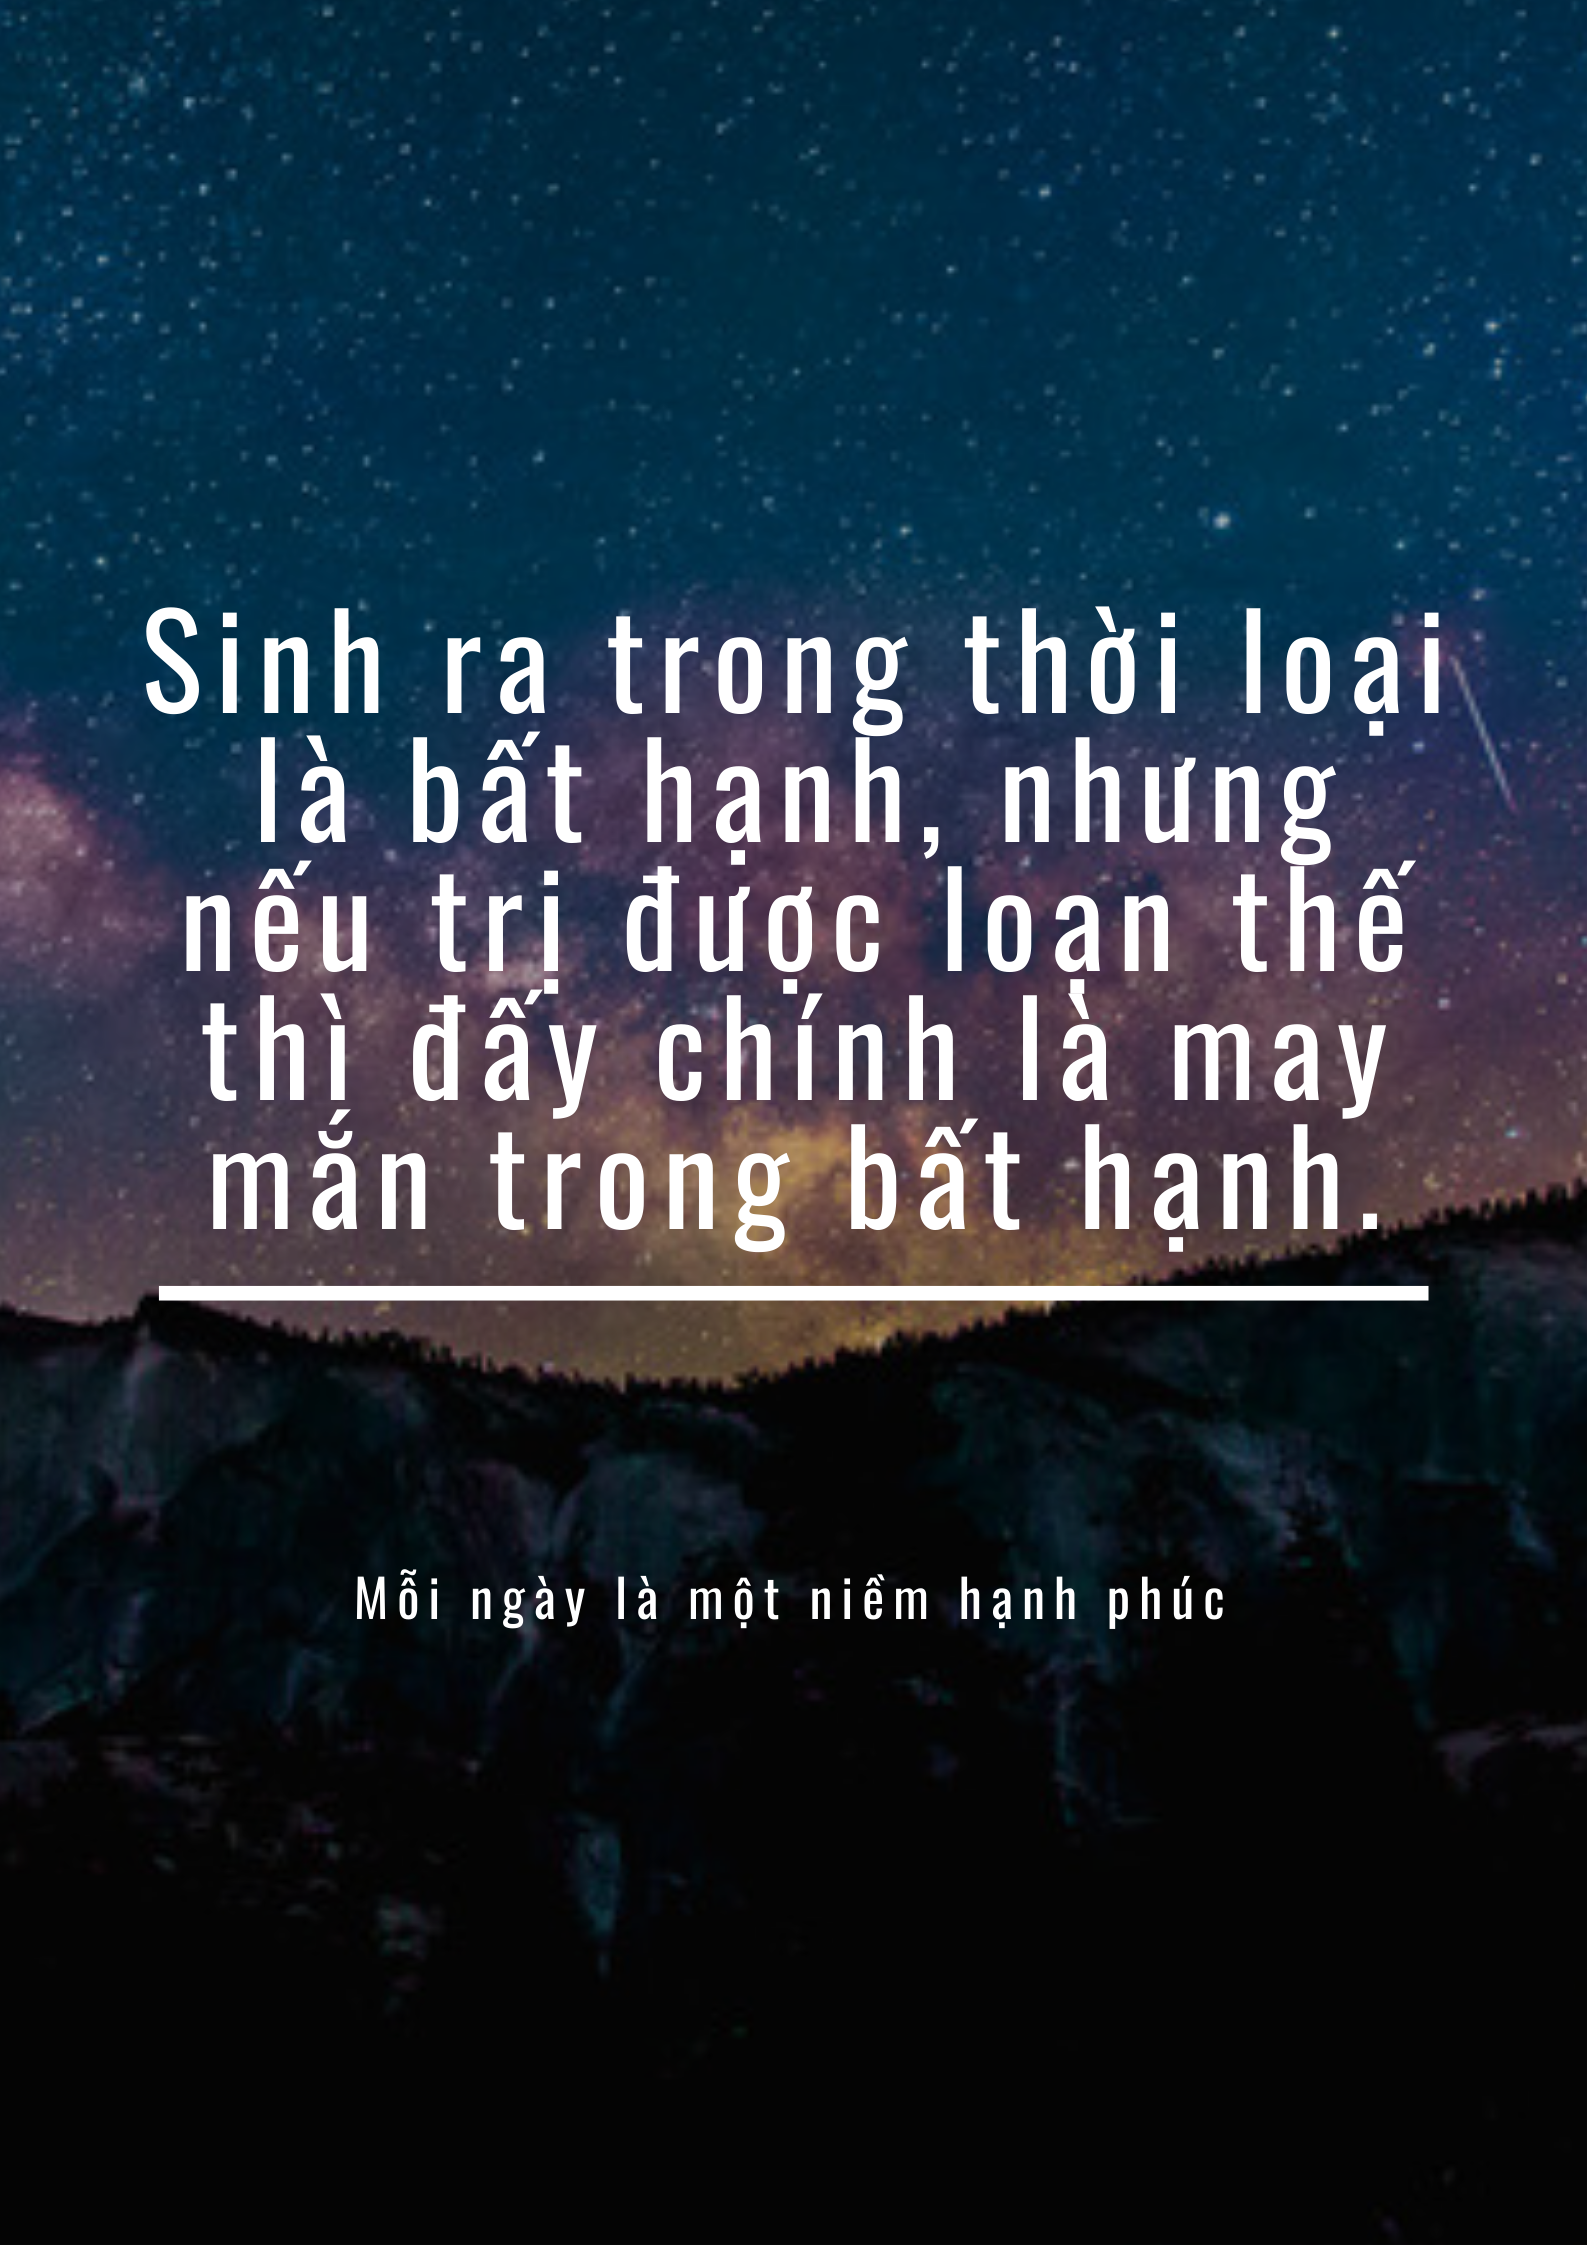 Sinh ra trong thời loại
là bất hạnh, nhưng
nếu trị được loạn thế
thì đấy chính là may
mắn trong bất hạnh.
Mỗi ngày là một niềm hạnh phúc